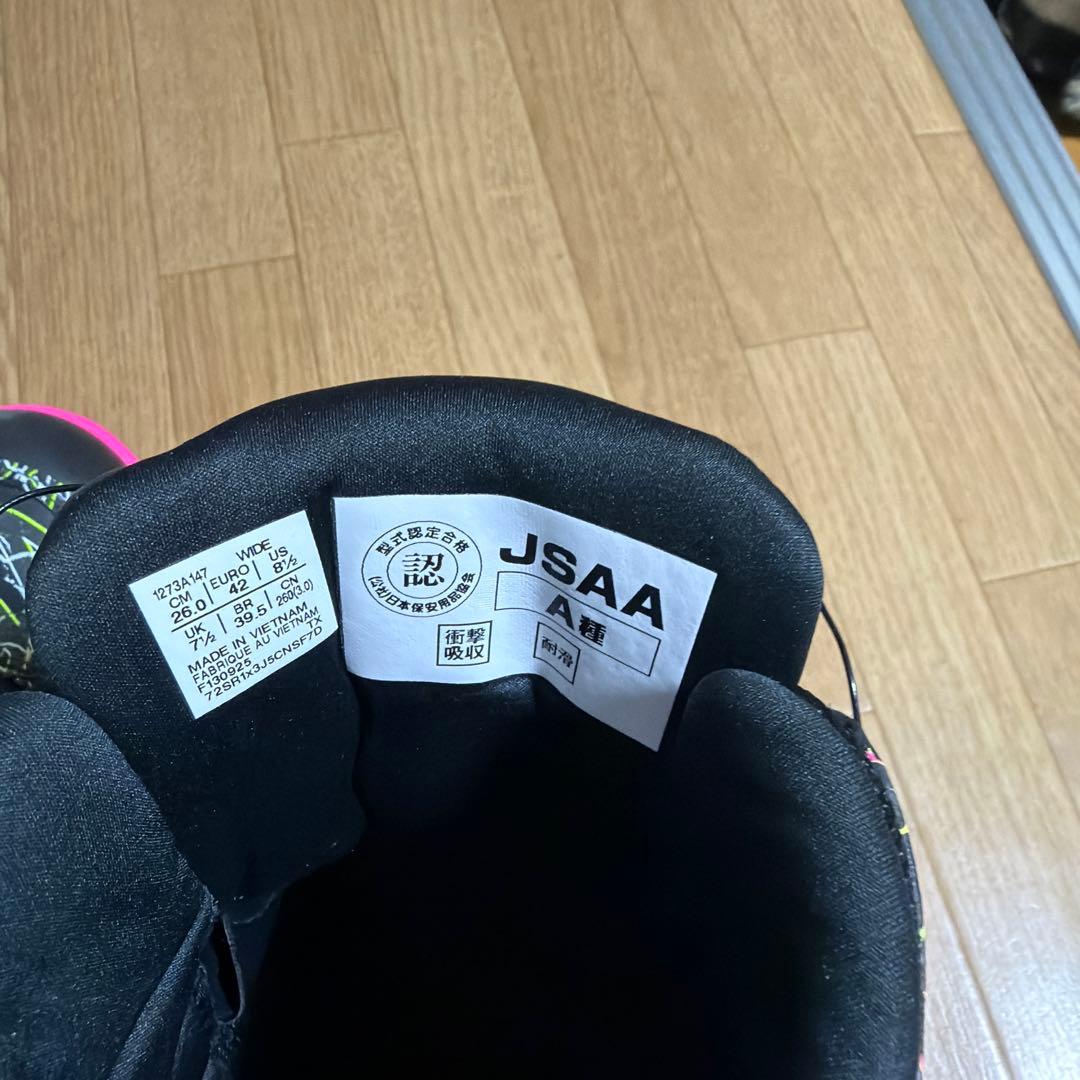 1273A147 WIDE
CM EURO US
26.0 42 8½
UK BR CN
7½ 39.5 260(3.0)
MADE IN VIETNAM
FABRIQUE AU VIETNAM
F130925 TX
72SR1X3J5CNSF7D
型式認定合格
認
(公社)日本保安用品協会
JSAA
A種
衝撃
吸収
耐滑